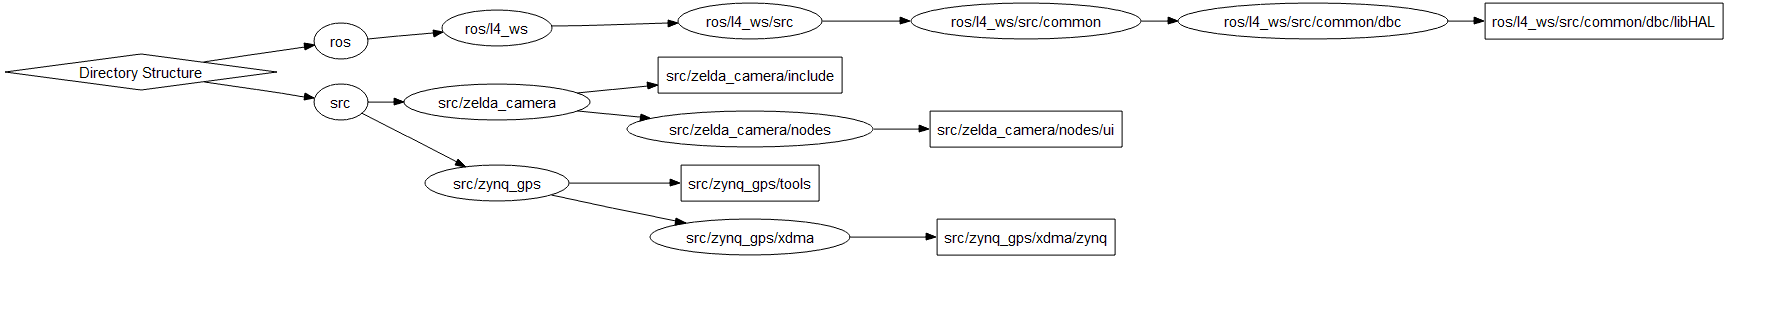 Directory Structure
ros
ros/l4_ws
ros/l4_ws/src
ros/l4_ws/src/common
ros/l4_ws/src/common/dbc
ros/l4_ws/src/common/dbc/libHAL
src
src/zelda_camera
src/zelda_camera/include
src/zelda_camera/nodes
src/zelda_camera/nodes/ui
src/zynq_gps
src/zynq_gps/tools
src/zynq_gps/xdma
src/zynq_gps/xdma/zynq